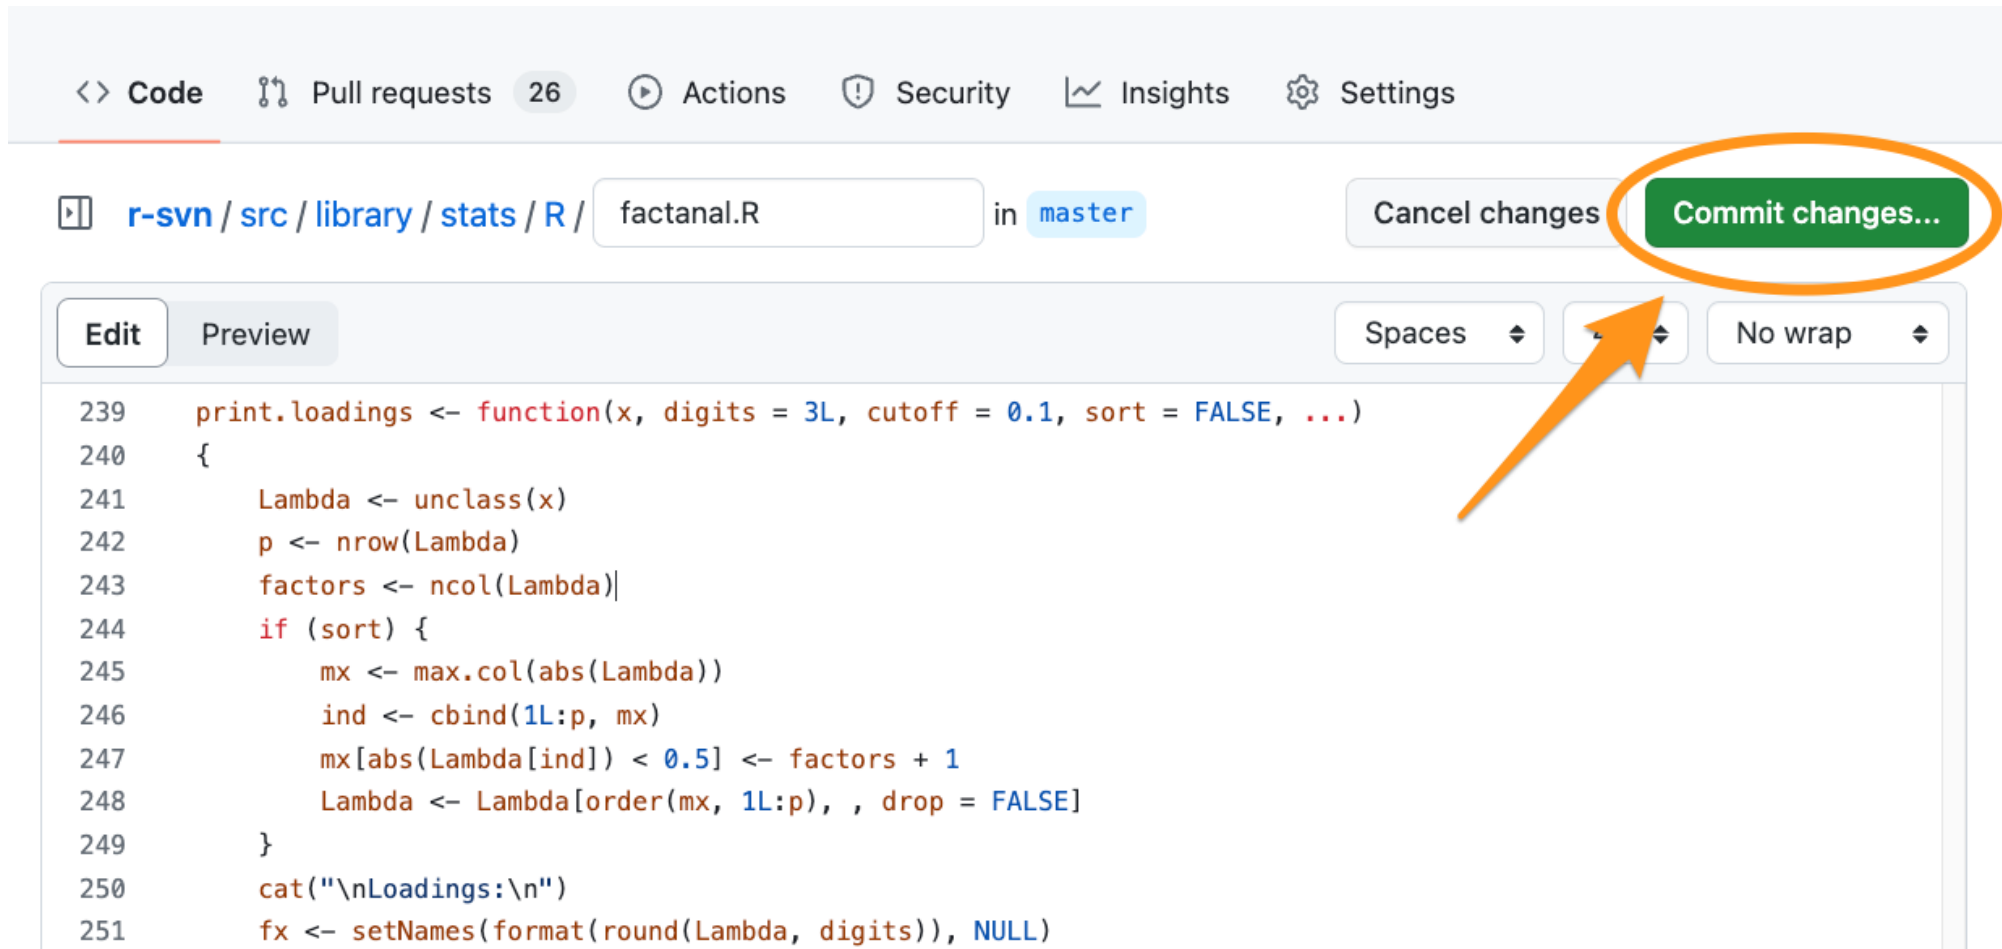 Code Pull requests 26 Actions Security Insights Settings
r-svn / src / library / stats / R / factanal.R in master Cancel changes Commit changes...
Edit Preview Spaces No wrap
239 print.loadings <- function(x, digits = 3L, cutoff = 0.1, sort = FALSE, ...)
240 {
241     Lambda <- unclass(x)
242     p <- nrow(Lambda)
243     factors <- ncol(Lambda)
244     if (sort) {
245         mx <- max.col(abs(Lambda))
246         ind <- cbind(1L:p, mx)
247         mx[abs(Lambda[ind]) < 0.5] <- factors + 1
248         Lambda <- Lambda[order(mx, 1L:p), , drop = FALSE]
249     }
250     cat("\nLoadings:\n")
251     fx <- setNames(format(round(Lambda, digits)), NULL)